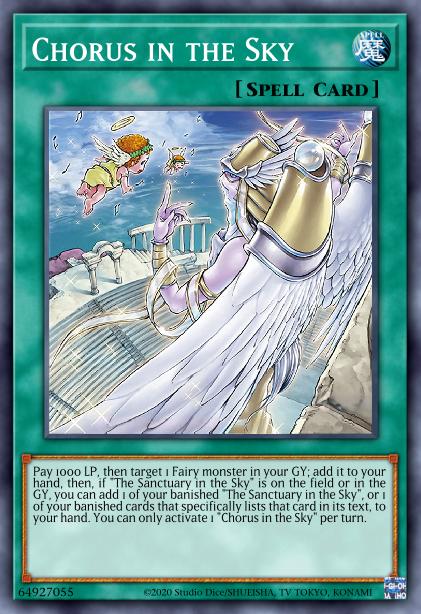 CHORUS IN THE SKY
SPELL
魔
[SPELL CARD]
Pay 1000 LP, then target 1 Fairy monster in your GY; add it to your
hand, then, if "The Sanctuary in the Sky" is on the field or in
the GY, you can add 1 of your banished "The Sanctuary in the Sky", or 1
of your banished cards that specifically lists that card in its text, to
your hand. You can only activate 1 "Chorus in the Sky" per turn.
64927055
©2020 Studio Dice/SHUEISHA, TV TOKYO, KONAMI